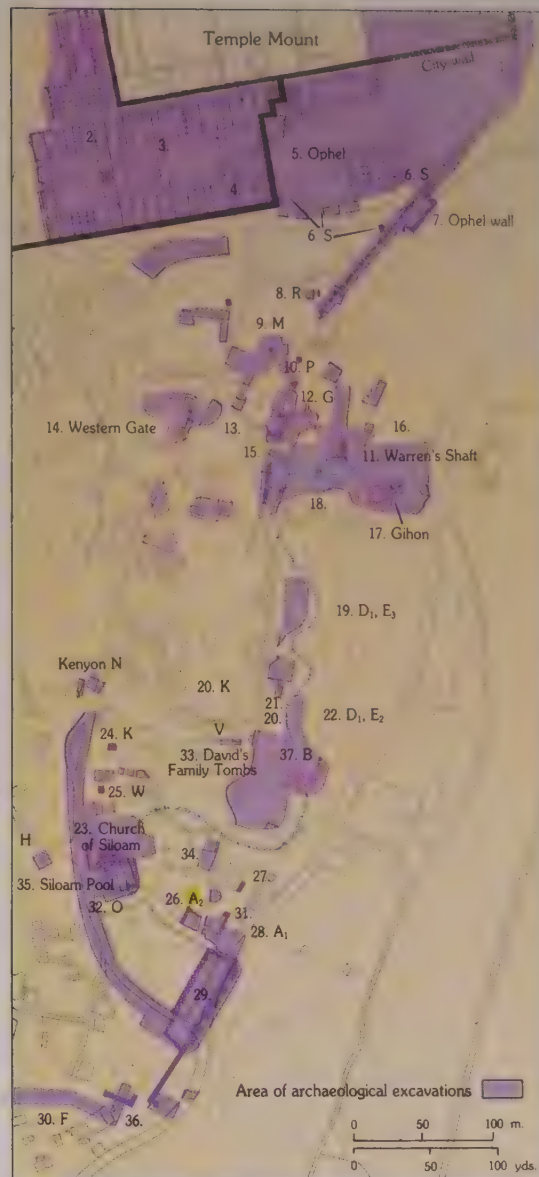 Temple Mount
City wall
2.
3.
4.
5. Ophel
6. S
7. Ophel wall
6. S
8. R
9. M
10. P
12. G
14. Western Gate
13.
15.
16.
11. Warren's Shaft
18.
17. Gihon
19. D₁, E₃
Kenyon N
20. K
21.
20.
22. D₁, E₂
24. K
V
33. David's
Family Tombs
37. B
25. W
23. Church
of Siloam
H
34.
35. Siloam Pool
27.
26. A₂
32. O
31.
28. A₁
29.
Area of archaeological excavations
30. F
36.
0 50 100 m.
0 50 100 yds.